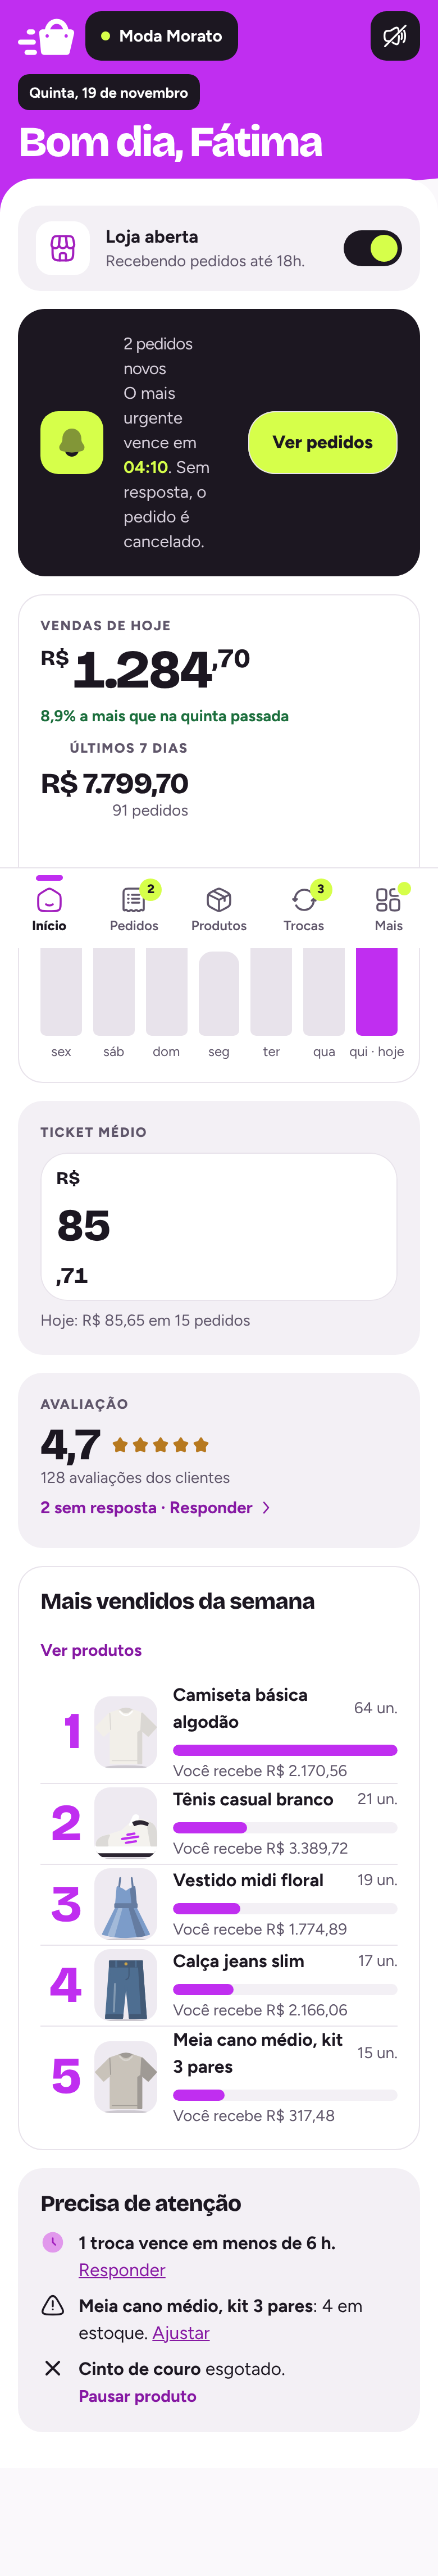 Moda Morato
Quinta, 19 de novembro
Bom dia, Fátima
Loja aberta
Recebendo pedidos até 18h.
2 pedidos
novos
O mais
urgente
vence em
04:10. Sem
resposta, o
pedido é
cancelado.
Ver pedidos
VENDAS DE HOJE
R$ 1.284,70
8,9% a mais que na quinta passada
ÚLTIMOS 7 DIAS
R$ 7.799,70
91 pedidos
2
3
Início
Pedidos
Produtos
Trocas
Mais
sex
sáb
dom
seg
ter
qua
qui · hoje
TICKET MÉDIO
R$
85
,71
Hoje: R$ 85,65 em 15 pedidos
AVALIAÇÃO
4,7
128 avaliações dos clientes
2 sem resposta · Responder
Mais vendidos da semana
Ver produtos
1
Camiseta básica
algodão
64 un.
Você recebe R$ 2.170,56
2
Tênis casual branco
21 un.
Você recebe R$ 3.389,72
3
Vestido midi floral
19 un.
Você recebe R$ 1.774,89
4
Calça jeans slim
17 un.
Você recebe R$ 2.166,06
5
Meia cano médio, kit
3 pares
15 un.
Você recebe R$ 317,48
Precisa de atenção
1 troca vence em menos de 6 h.
Responder
Meia cano médio, kit 3 pares: 4 em
estoque. Ajustar
Cinto de couro esgotado.
Pausar produto